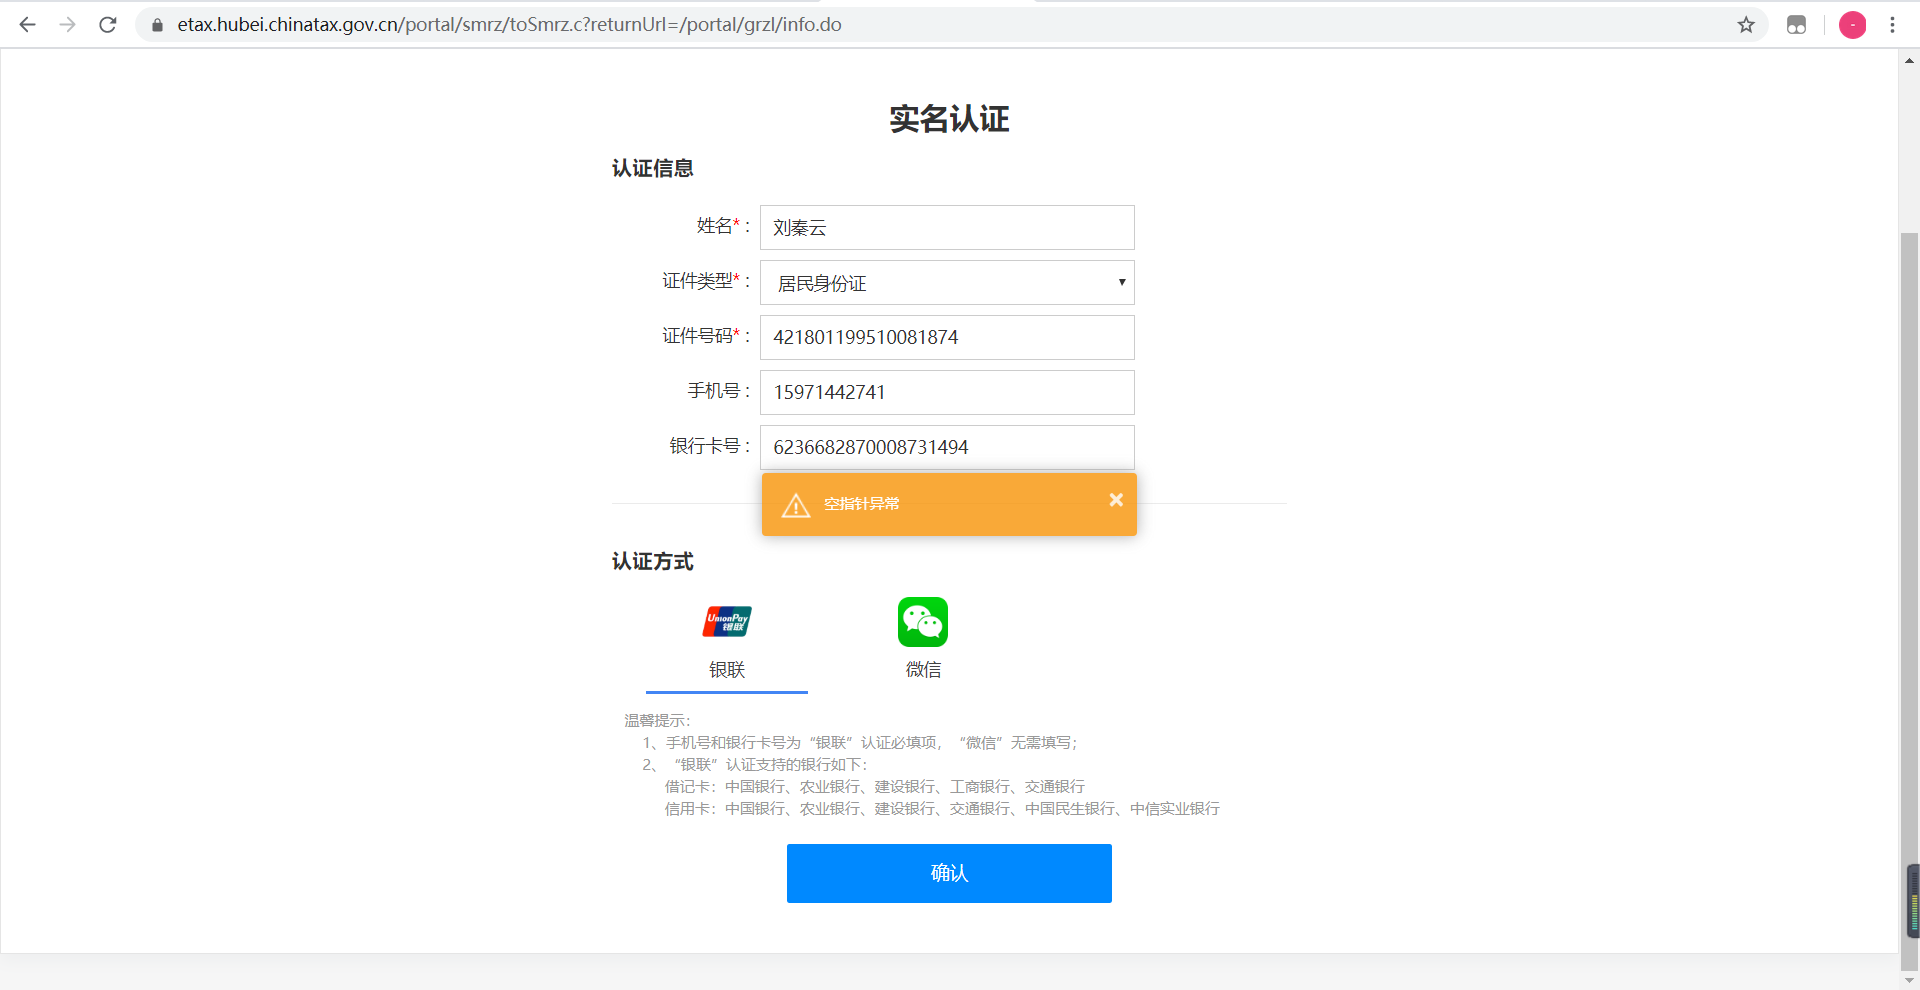 etax.hubei.chinatax.gov.cn/portal/smrz/toSmrz.c?returnUrl=/portal/grzl/info.do
实名认证
认证信息
姓名*： 刘秦云
证件类型*： 居民身份证
证件号码*： 421801199510081874
手机号： 15971442741
银行卡号： 6236682870008731494
空指针异常
认证方式
UnionPay
银联
银联 微信
温馨提示：
1、手机号和银行卡号为“银联”认证必填项，“微信”无需填写；
2、“银联”认证支持的银行如下：
借记卡：中国银行、农业银行、建设银行、工商银行、交通银行
信用卡：中国银行、农业银行、建设银行、交通银行、中国民生银行、中信实业银行
确认